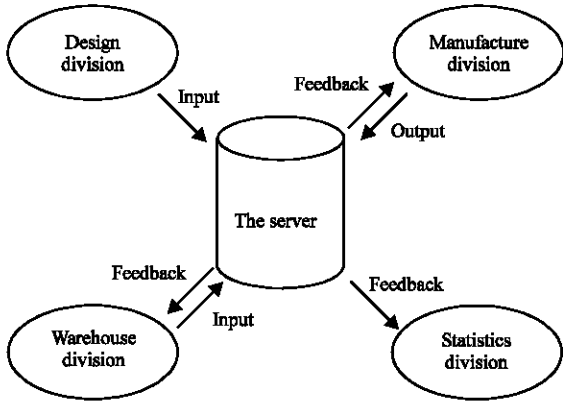 Design
division
Manufacture
division
Input
Feedback
Output
The server
Feedback
Input
Feedback
Warehouse
division
Statistics
division